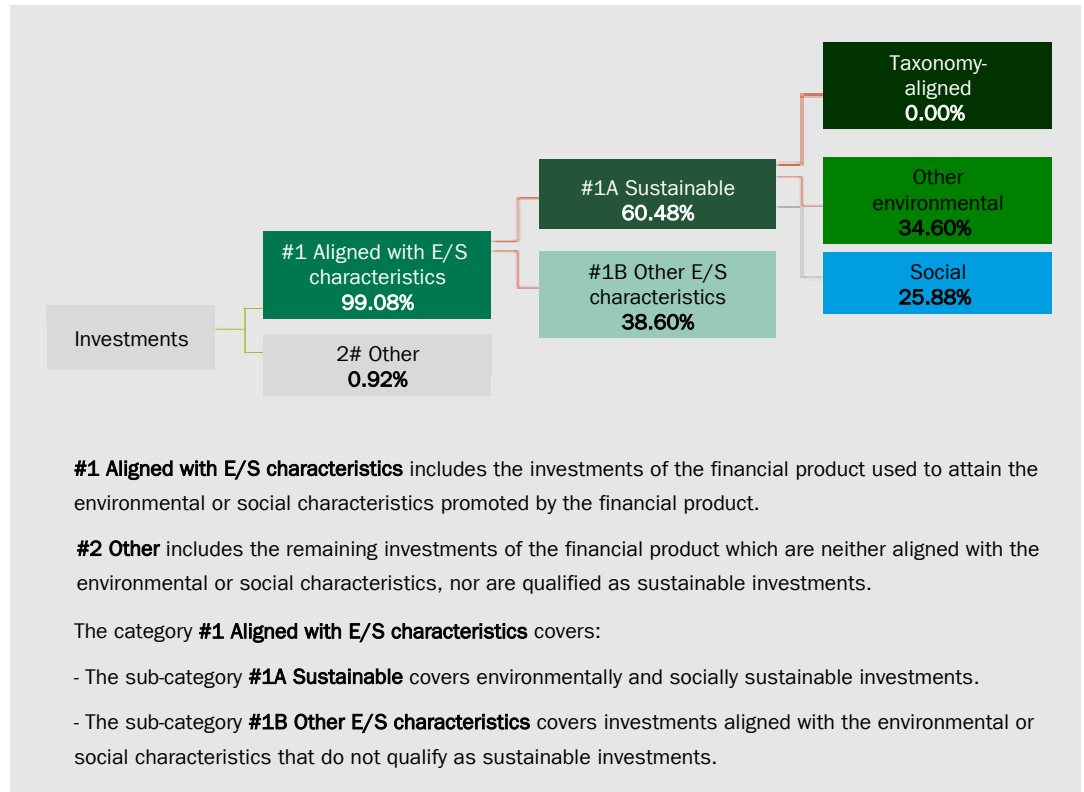 Taxonomy-
aligned
0.00%
#1A Sustainable
60.48%
Other
environmental
34.60%
#1 Aligned with E/S
characteristics
99.08%
#1B Other E/S
characteristics
38.60%
Social
25.88%
Investments
2# Other
0.92%
#1 Aligned with E/S characteristics includes the investments of the financial product used to attain the
environmental or social characteristics promoted by the financial product.
#2 Other includes the remaining investments of the financial product which are neither aligned with the
environmental or social characteristics, nor are qualified as sustainable investments.
The category #1 Aligned with E/S characteristics covers:
- The sub-category #1A Sustainable covers environmentally and socially sustainable investments.
- The sub-category #1B Other E/S characteristics covers investments aligned with the environmental or
social characteristics that do not qualify as sustainable investments.